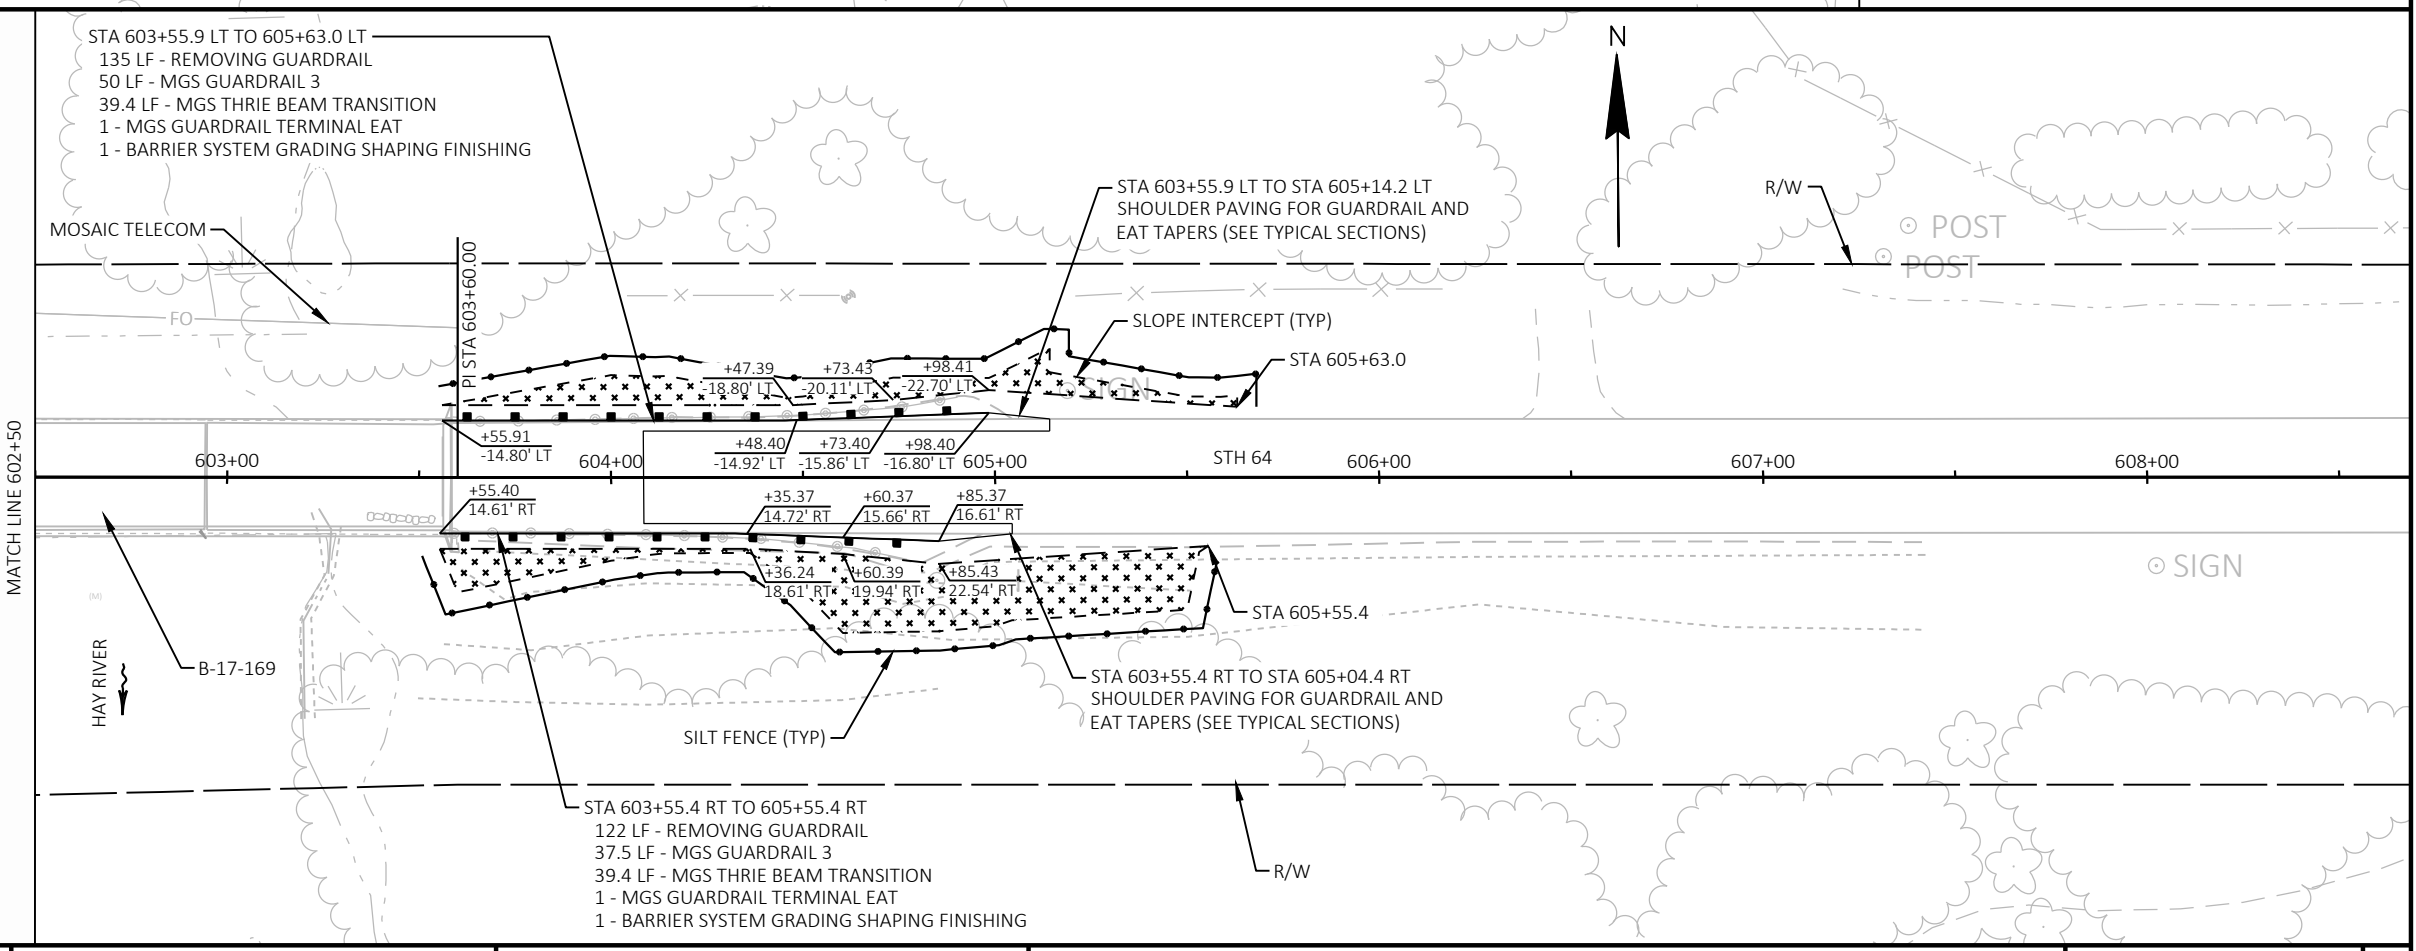 STA 603+55.9 LT TO 605+63.0 LT
135 LF - REMOVING GUARDRAIL
50 LF - MGS GUARDRAIL 3
39.4 LF - MGS THRIE BEAM TRANSITION
1 - MGS GUARDRAIL TERMINAL EAT
1 - BARRIER SYSTEM GRADING SHAPING FINISHING
N
STA 603+55.9 LT TO STA 605+14.2 LT
SHOULDER PAVING FOR GUARDRAIL AND
EAT TAPERS (SEE TYPICAL SECTIONS)
R/W
POST
POST
MOSAIC TELECOM
FO
PI STA 603+60.00
SLOPE INTERCEPT (TYP)
STA 605+63.0
SIGN
+47.39
-18.80' LT
+73.43
-20.11' LT
+98.41
-22.70' LT
+55.91
-14.80' LT
+48.40
-14.92' LT
+73.40
-15.86' LT
+98.40
-16.80' LT
MATCH LINE 602+50
603+00
604+00
605+00
STH 64
606+00
607+00
608+00
+55.40
14.61' RT
+35.37
14.72' RT
+60.37
15.66' RT
+85.37
16.61' RT
+36.24
18.61' RT
+60.39
19.94' RT
+85.43
22.54' RT
SIGN
(M)
STA 605+55.4
B-17-169
HAY RIVER
STA 603+55.4 RT TO STA 605+04.4 RT
SHOULDER PAVING FOR GUARDRAIL AND
EAT TAPERS (SEE TYPICAL SECTIONS)
SILT FENCE (TYP)
STA 603+55.4 RT TO 605+55.4 RT
122 LF - REMOVING GUARDRAIL
37.5 LF - MGS GUARDRAIL 3
39.4 LF - MGS THRIE BEAM TRANSITION
1 - MGS GUARDRAIL TERMINAL EAT
1 - BARRIER SYSTEM GRADING SHAPING FINISHING
R/W